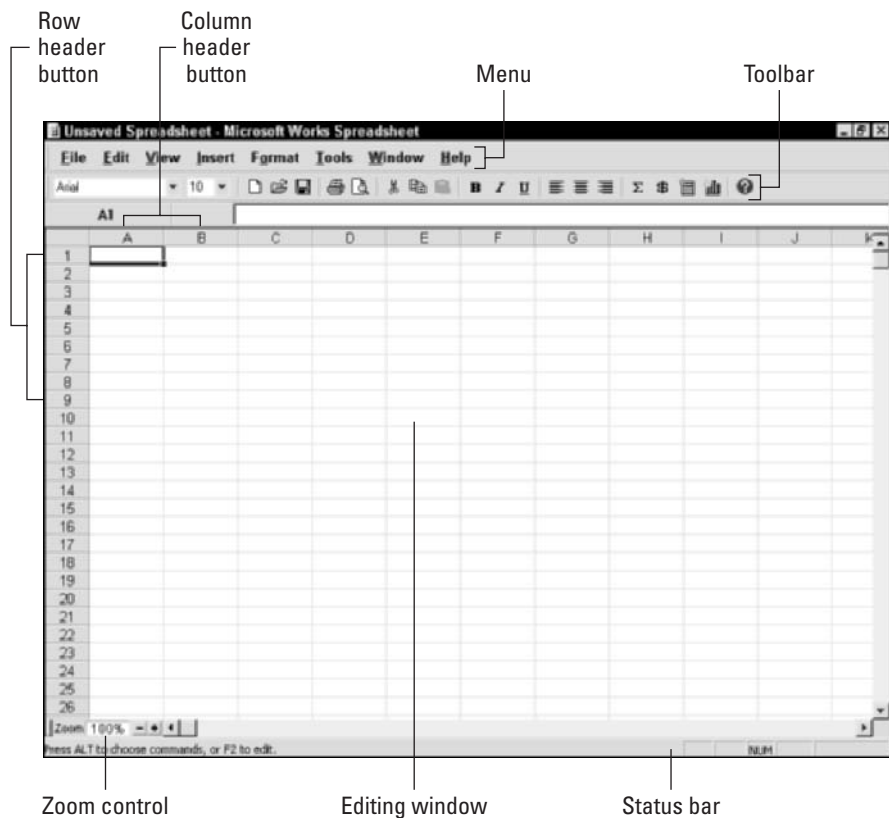 Row
header
button
Column
header
button
Menu
Toolbar
Unsaved Spreadsheet - Microsoft Works Spreadsheet
File Edit View Insert Format Tools Window Help
Arial 10 B I U Σ $
A1
A B C D E F G H I J K
1
2
3
4
5
6
7
8
9
10
11
12
13
14
15
16
17
18
19
20
21
22
23
24
25
26
Zoom 100%
Press ALT to choose commands, or F2 to edit. NUM
Zoom control
Editing window
Status bar